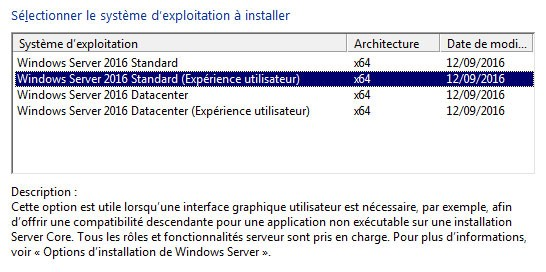 Sélectionner le système d'exploitation à installer
Système d'exploitation Architecture Date de modi...
Windows Server 2016 Standard x64 12/09/2016
Windows Server 2016 Standard (Expérience utilisateur) x64 12/09/2016
Windows Server 2016 Datacenter x64 12/09/2016
Windows Server 2016 Datacenter (Expérience utilisateur) x64 12/09/2016
Description :
Cette option est utile lorsqu'une interface graphique utilisateur est nécessaire, par exemple, afin
d'offrir une compatibilité descendante pour une application non exécutable sur une installation
Server Core. Tous les rôles et fonctionnalités serveur sont pris en charge. Pour plus d'informations,
voir « Options d'installation de Windows Server ».